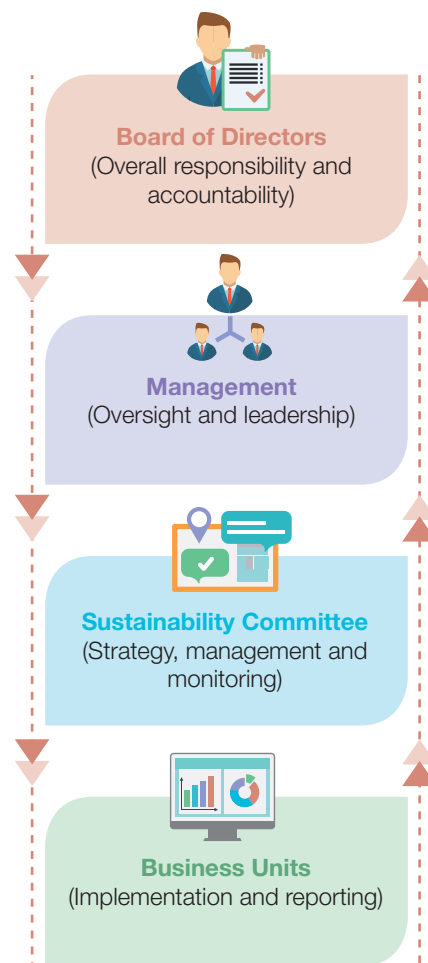 Board of Directors
(Overall responsibility and
accountability)
Management
(Oversight and leadership)
Sustainability Committee
(Strategy, management and
monitoring)
Business Units
(Implementation and reporting)